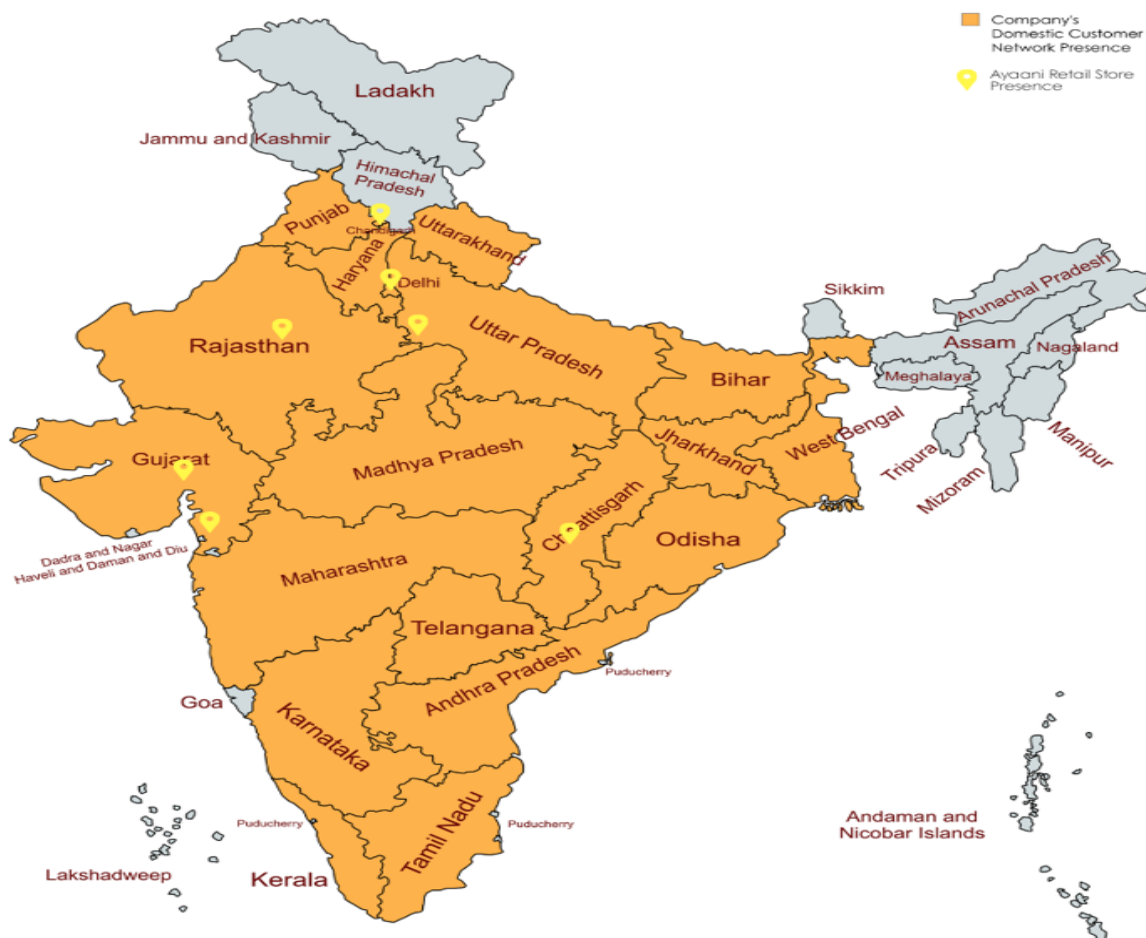 Company's
Domestic Customer
Network Presence
Ayaani Retail Store
Presence
Ladakh
Jammu and Kashmir
Himachal
Pradesh
Punjab
Chandigarh
Uttarakhand
Haryana
Delhi
Sikkim
Arunachal Pradesh
Rajasthan
Uttar Pradesh
Assam
Nagaland
Bihar
Meghalaya
Gujarat
Madhya Pradesh
Jharkhand
West Bengal
Tripura
Mizoram
Manipur
Chhattisgarh
Odisha
Dadra and Nagar
Haveli and Daman and Diu
Maharashtra
Telangana
Andhra Pradesh
Puducherry
Goa
Karnataka
Puducherry
Tamil Nadu
Puducherry
Andaman and
Nicobar Islands
Lakshadweep
Kerala